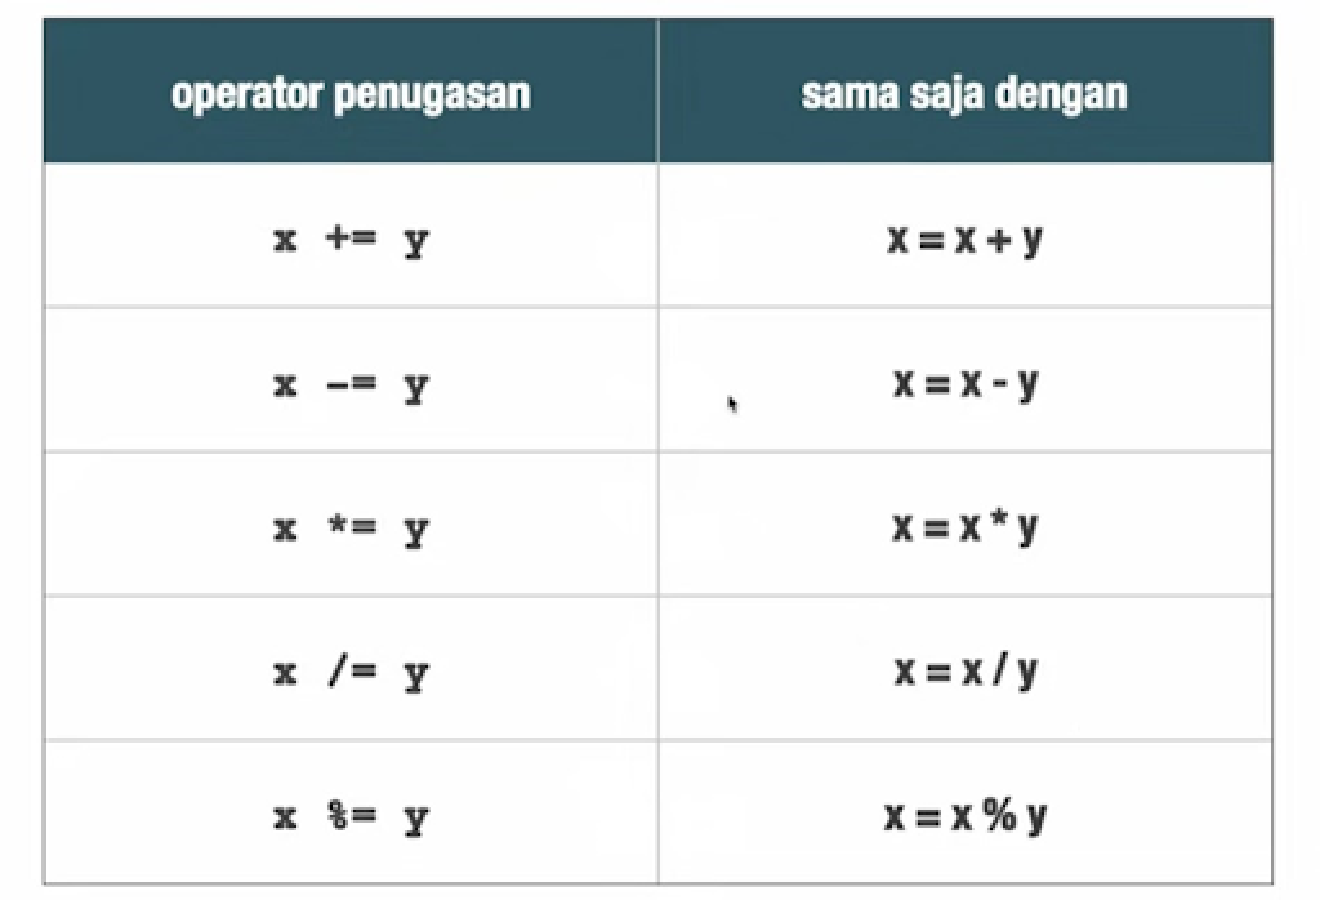 operator penugasan sama saja dengan
x += y x = x + y
x -= y x = x - y
x *= y x = x * y
x /= y x = x / y
x %= y x = x % y